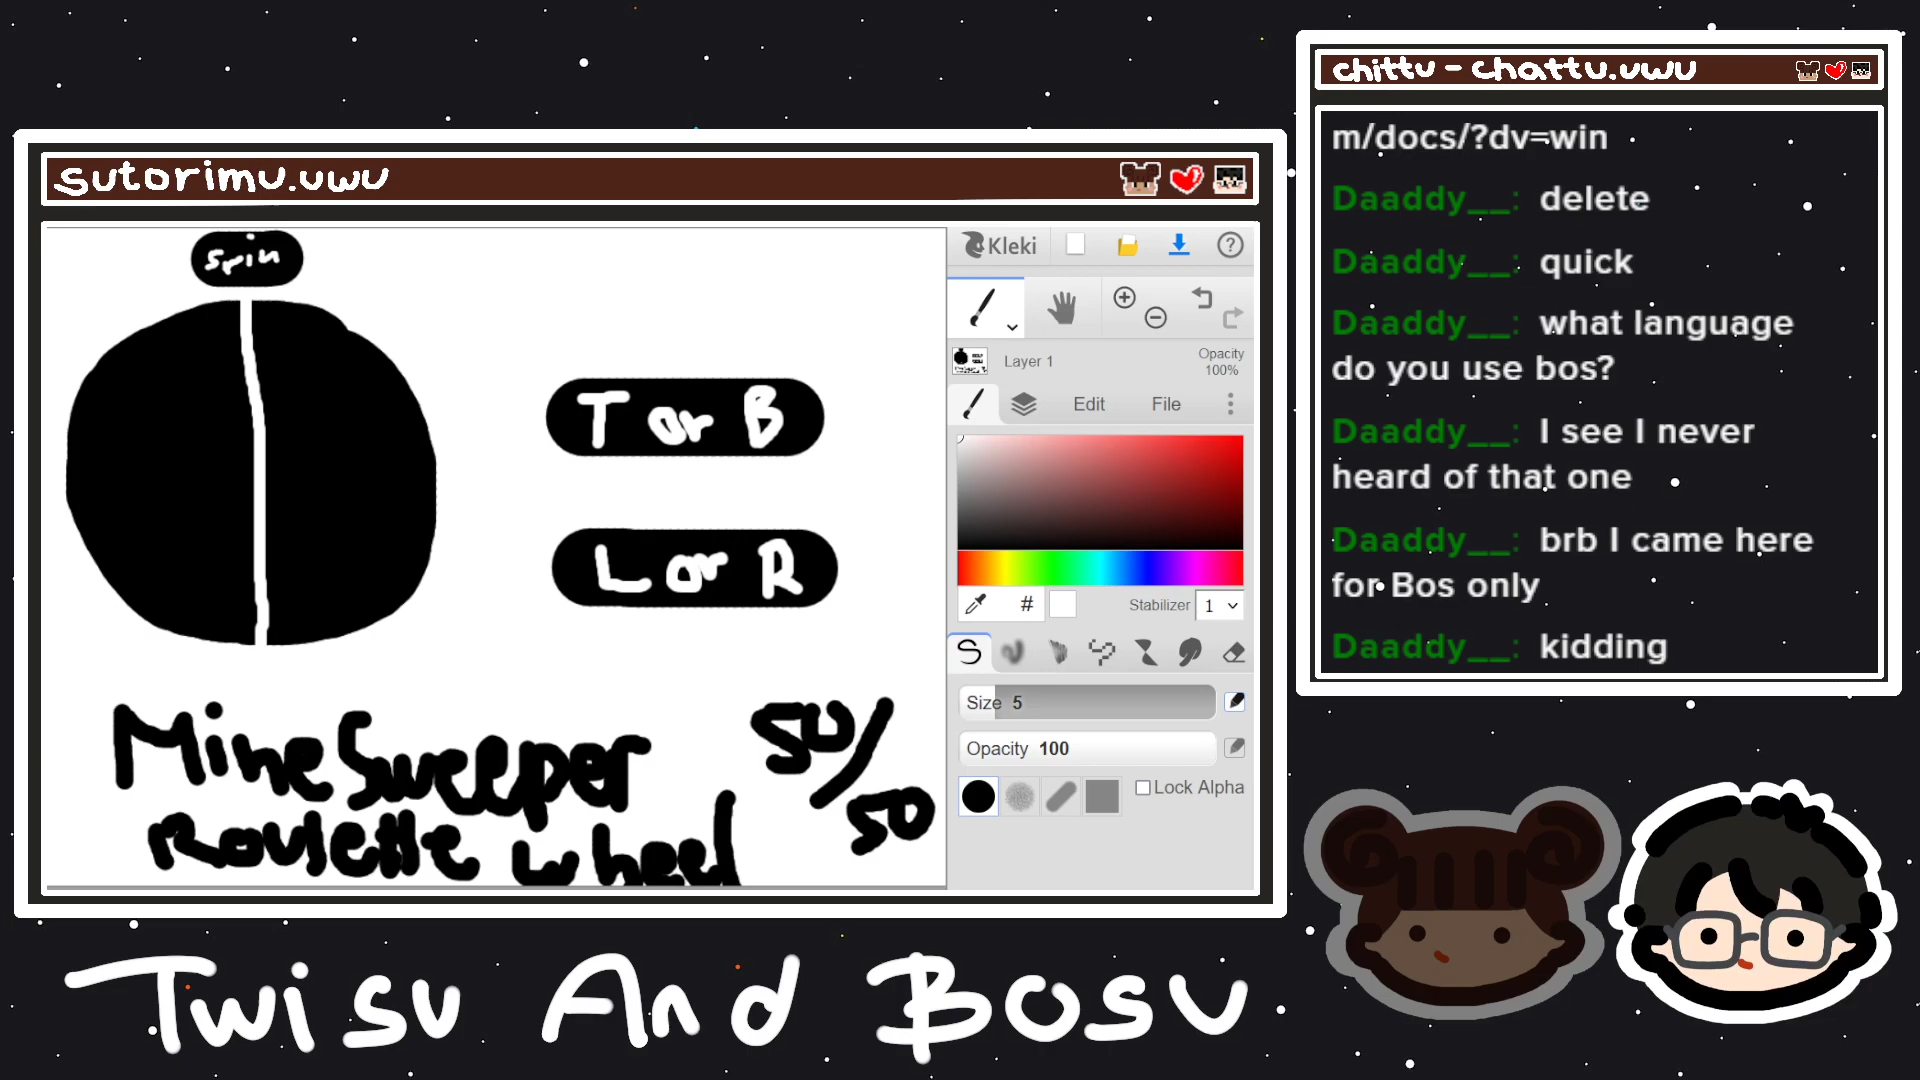 sutorimu.uwu
spin
T or B
L or R
MineSweeper
Roulette wheel
50/
50
Kleki
?
Layer 1
Opacity
100%
Edit
File
#
Stabilizer 1
Size 5
Opacity 100
Lock Alpha
chittu - chattu.uwu
m/docs/?dv=win
Daaddy__: delete
Daaddy__: quick
Daaddy__: what language
do you use bos?
Daaddy__: I see I never
heard of that one
Daaddy__: brb I came here
for Bos only
Daaddy__: kidding
Twisu And Bosu